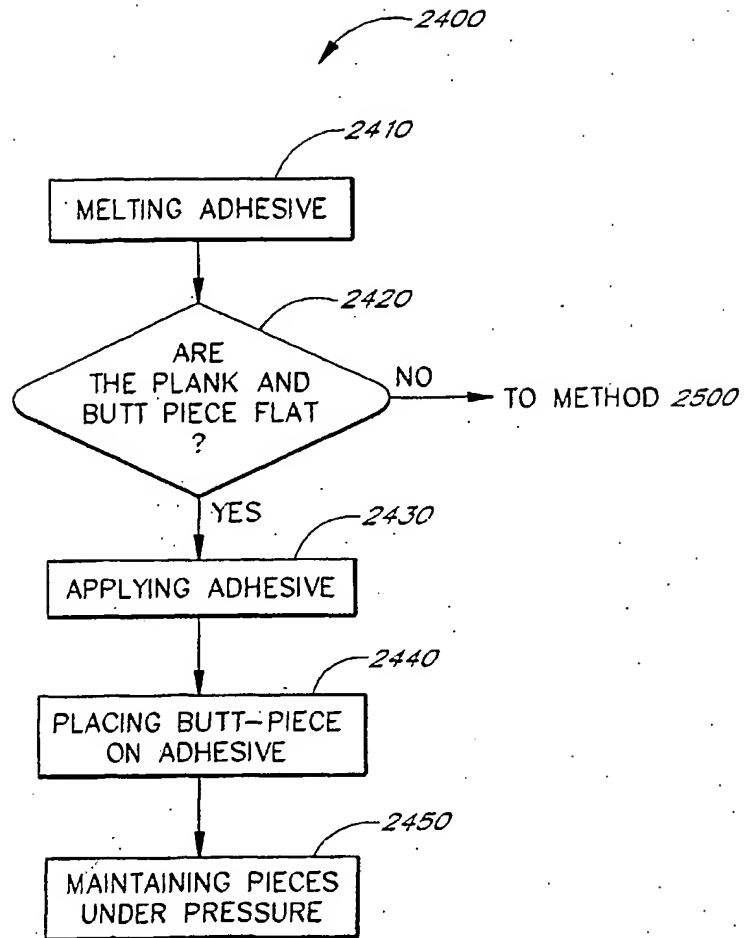 2400
2410
MELTING ADHESIVE
2420
ARE
THE PLANK AND
BUTT PIECE FLAT
?
NO
TO METHOD 2500
YES
2430
APPLYING ADHESIVE
2440
PLACING BUTT-PIECE
ON ADHESIVE
2450
MAINTAINING PIECES
UNDER PRESSURE